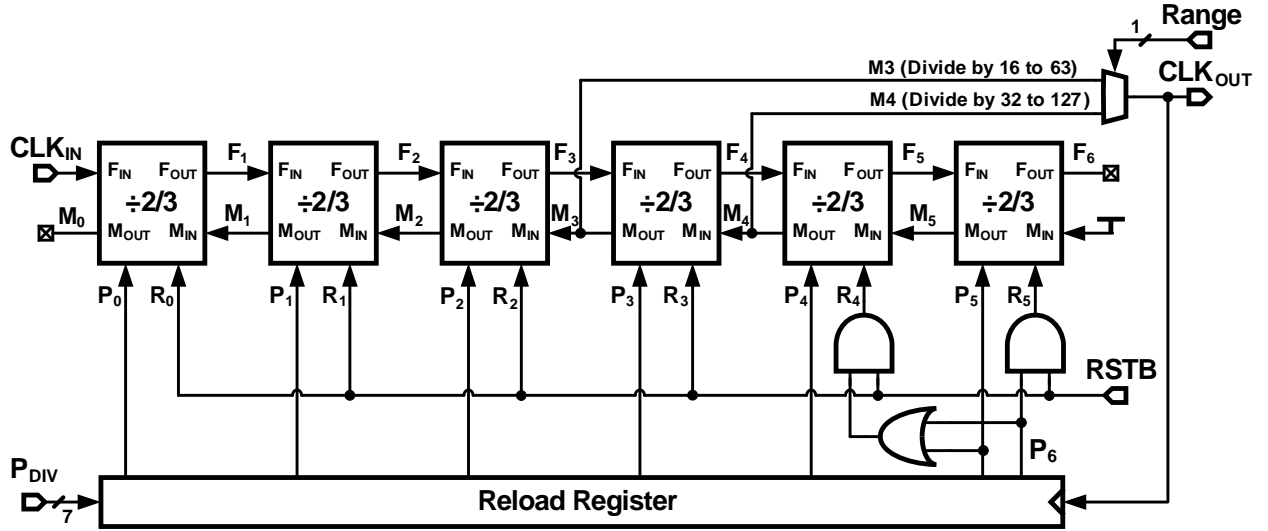 Range
1
M3 (Divide by 16 to 63)
CLKOUT
M4 (Divide by 32 to 127)
CLKIN
F1
F2
F3
F4
F5
F6
FIN FOUT
FIN FOUT
FIN FOUT
FIN FOUT
FIN FOUT
FIN FOUT
÷2/3
÷2/3
÷2/3
÷2/3
÷2/3
÷2/3
M0
M1
M2
M3
M4
M5
MOUT MIN
MOUT MIN
MOUT MIN
MOUT MIN
MOUT MIN
MOUT MIN
P0 R0
P1 R1
P2 R2
P3 R3
P4 R4
P5 R5
RSTB
P6
PDIV
7
Reload Register